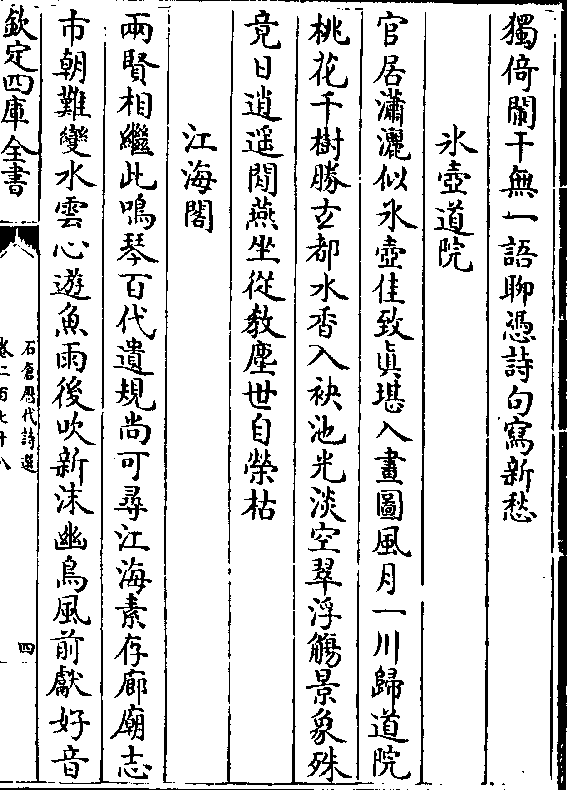 獨倚闌干無一語聊憑詩句寫新愁
氷壺道院
官居瀟灑似氷壺佳致真堪入畫圖風月一川歸道院
桃花千樹勝玄都水香入袂池光淡空翠浮觴景象殊
竟日逍遥閒燕坐從教塵世自榮枯
江海閣
兩賢相繼此鳴琴百代遺規尚可尋江海素存廊廟志
市朝難變水雲心遊魚雨後吹新沫幽鳥風前獻好音
欽定四庫全書
石倉歴代詩選
卷二百七十八
四